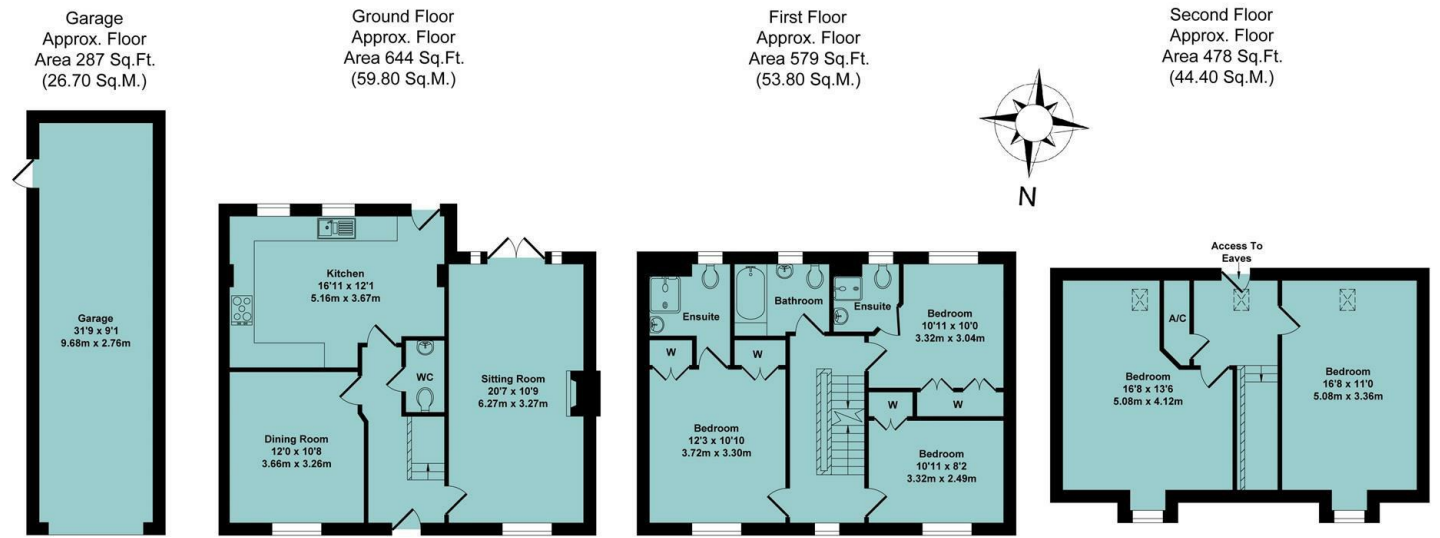 Garage
Approx. Floor
Area 287 Sq.Ft.
(26.70 Sq.M.)
Ground Floor
Approx. Floor
Area 644 Sq.Ft.
(59.80 Sq.M.)
First Floor
Approx. Floor
Area 579 Sq.Ft.
(53.80 Sq.M.)
Second Floor
Approx. Floor
Area 478 Sq.Ft.
(44.40 Sq.M.)
N
Garage
31'9 x 9'1
9.68m x 2.76m
Kitchen
16'11 x 12'1
5.16m x 3.67m
WC
Sitting Room
20'7 x 10'9
6.27m x 3.27m
Dining Room
12'0 x 10'8
3.66m x 3.26m
Ensuite
Bathroom
Ensuite
Bedroom
10'11 x 10'0
3.32m x 3.04m
W
W
W
W
Bedroom
12'3 x 10'10
3.72m x 3.30m
Bedroom
10'11 x 8'2
3.32m x 2.49m
Access To
Eaves
A/C
Bedroom
16'8 x 13'6
5.08m x 4.12m
Bedroom
16'8 x 11'0
5.08m x 3.36m